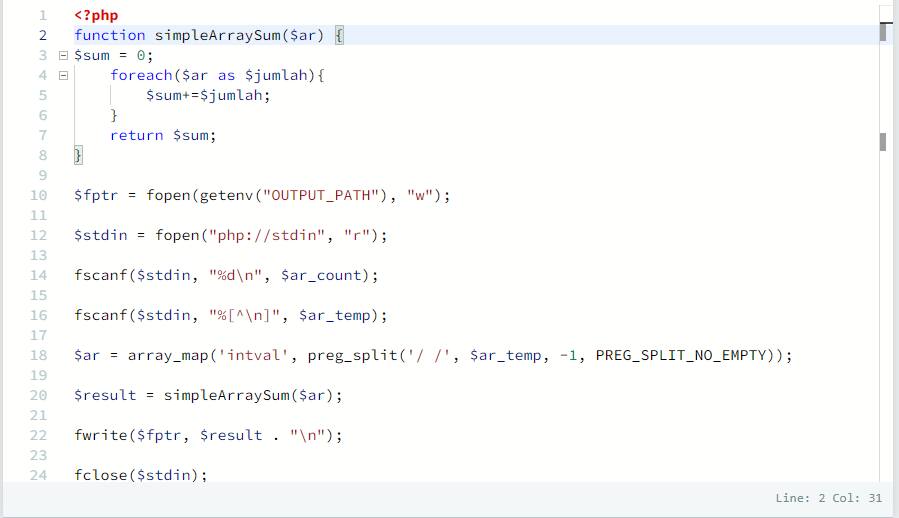 1 <?php
2 function simpleArraySum($ar) {
3 $sum = 0;
4     foreach($ar as $jumlah){
5         $sum+=$jumlah;
6     }
7     return $sum;
8 }
9
10 $fptr = fopen(getenv("OUTPUT_PATH"), "w");
11
12 $stdin = fopen("php://stdin", "r");
13
14 fscanf($stdin, "%d\n", $ar_count);
15
16 fscanf($stdin, "%[^\n]", $ar_temp);
17
18 $ar = array_map('intval', preg_split('/ /', $ar_temp, -1, PREG_SPLIT_NO_EMPTY));
19
20 $result = simpleArraySum($ar);
21
22 fwrite($fptr, $result . "\n");
23
24 fclose($stdin);
Line: 2 Col: 31